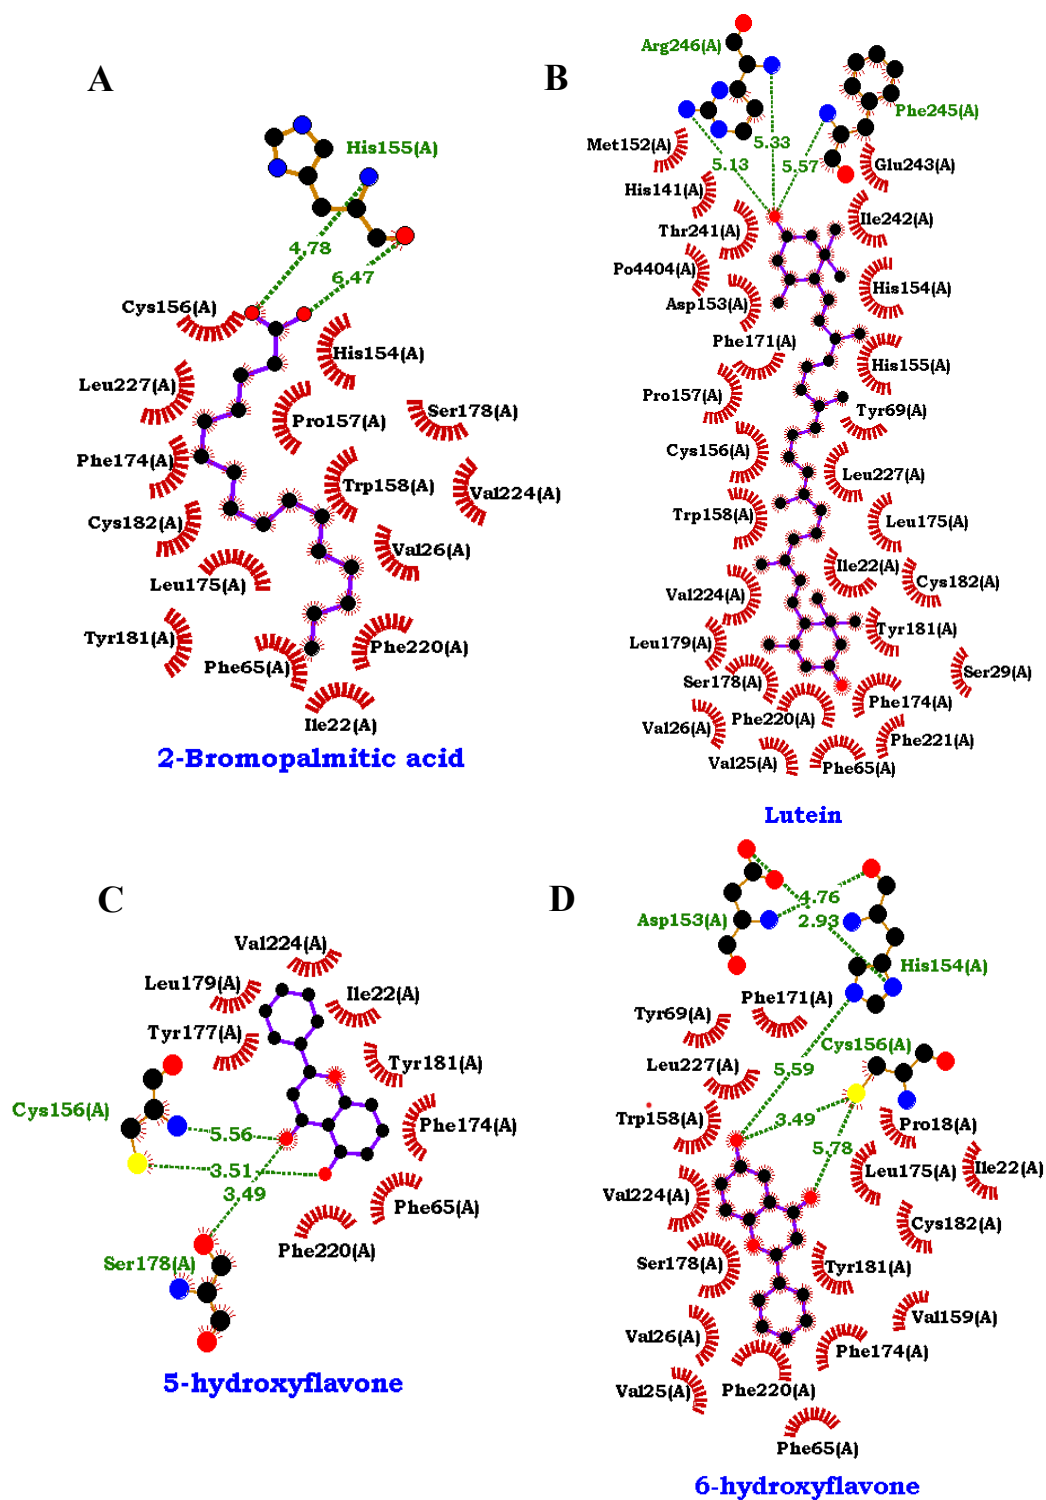 A
His155(A)
4.78
6.47
Cys156(A)
His154(A)
Leu227(A)
Pro157(A)
Ser178(A)
Phe174(A)
Trp158(A)
Val224(A)
Cys182(A)
Val26(A)
Leu175(A)
Tyr181(A)
Phe65(A)
Phe220(A)
Ile22(A)
2-Bromopalmitic acid
B
Arg246(A)
Phe245(A)
Met152(A)
5.33
5.13
5.57
Glu243(A)
His141(A)
Thr241(A)
Ile242(A)
Po4404(A)
His154(A)
Asp153(A)
Phe171(A)
His155(A)
Pro157(A)
Tyr69(A)
Cys156(A)
Leu227(A)
Trp158(A)
Leu175(A)
Ile22(A)
Cys182(A)
Val224(A)
Leu179(A)
Tyr181(A)
Ser178(A)
Ser29(A)
Phe174(A)
Val26(A)
Phe220(A)
Phe221(A)
Val25(A)
Phe65(A)
Lutein
C
Val224(A)
Leu179(A)
Ile22(A)
Tyr177(A)
Tyr181(A)
Cys156(A)
5.56
Phe174(A)
3.51
3.49
Phe65(A)
Phe220(A)
Ser178(A)
5-hydroxyflavone
D
4.76
Asp153(A)
2.93
His154(A)
Phe171(A)
Tyr69(A)
Cys156(A)
Leu227(A)
5.59
Trp158(A)
3.49
Pro18(A)
5.78
Leu175(A)
Ile22(A)
Val224(A)
Cys182(A)
Ser178(A)
Tyr181(A)
Val159(A)
Val26(A)
Phe174(A)
Val25(A)
Phe220(A)
Phe65(A)
6-hydroxyflavone